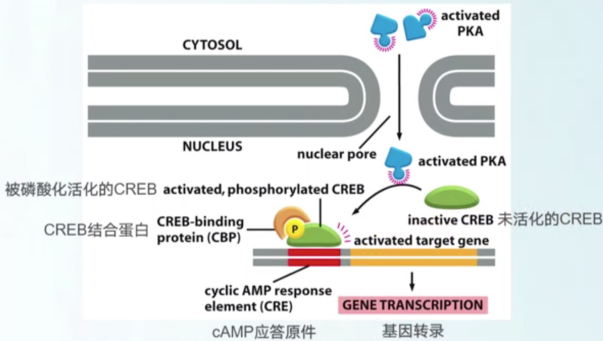 activated
PKA
CYTOSOL
NUCLEUS
nuclear pore
activated PKA
被磷酸化活化的CREB activated, phosphorylated CREB
inactive CREB 未活化的CREB
CREB结合蛋白 CREB-binding
protein (CBP)
P
activated target gene
cyclic AMP response
element (CRE)
GENE TRANSCRIPTION
cAMP应答原件 基因转录